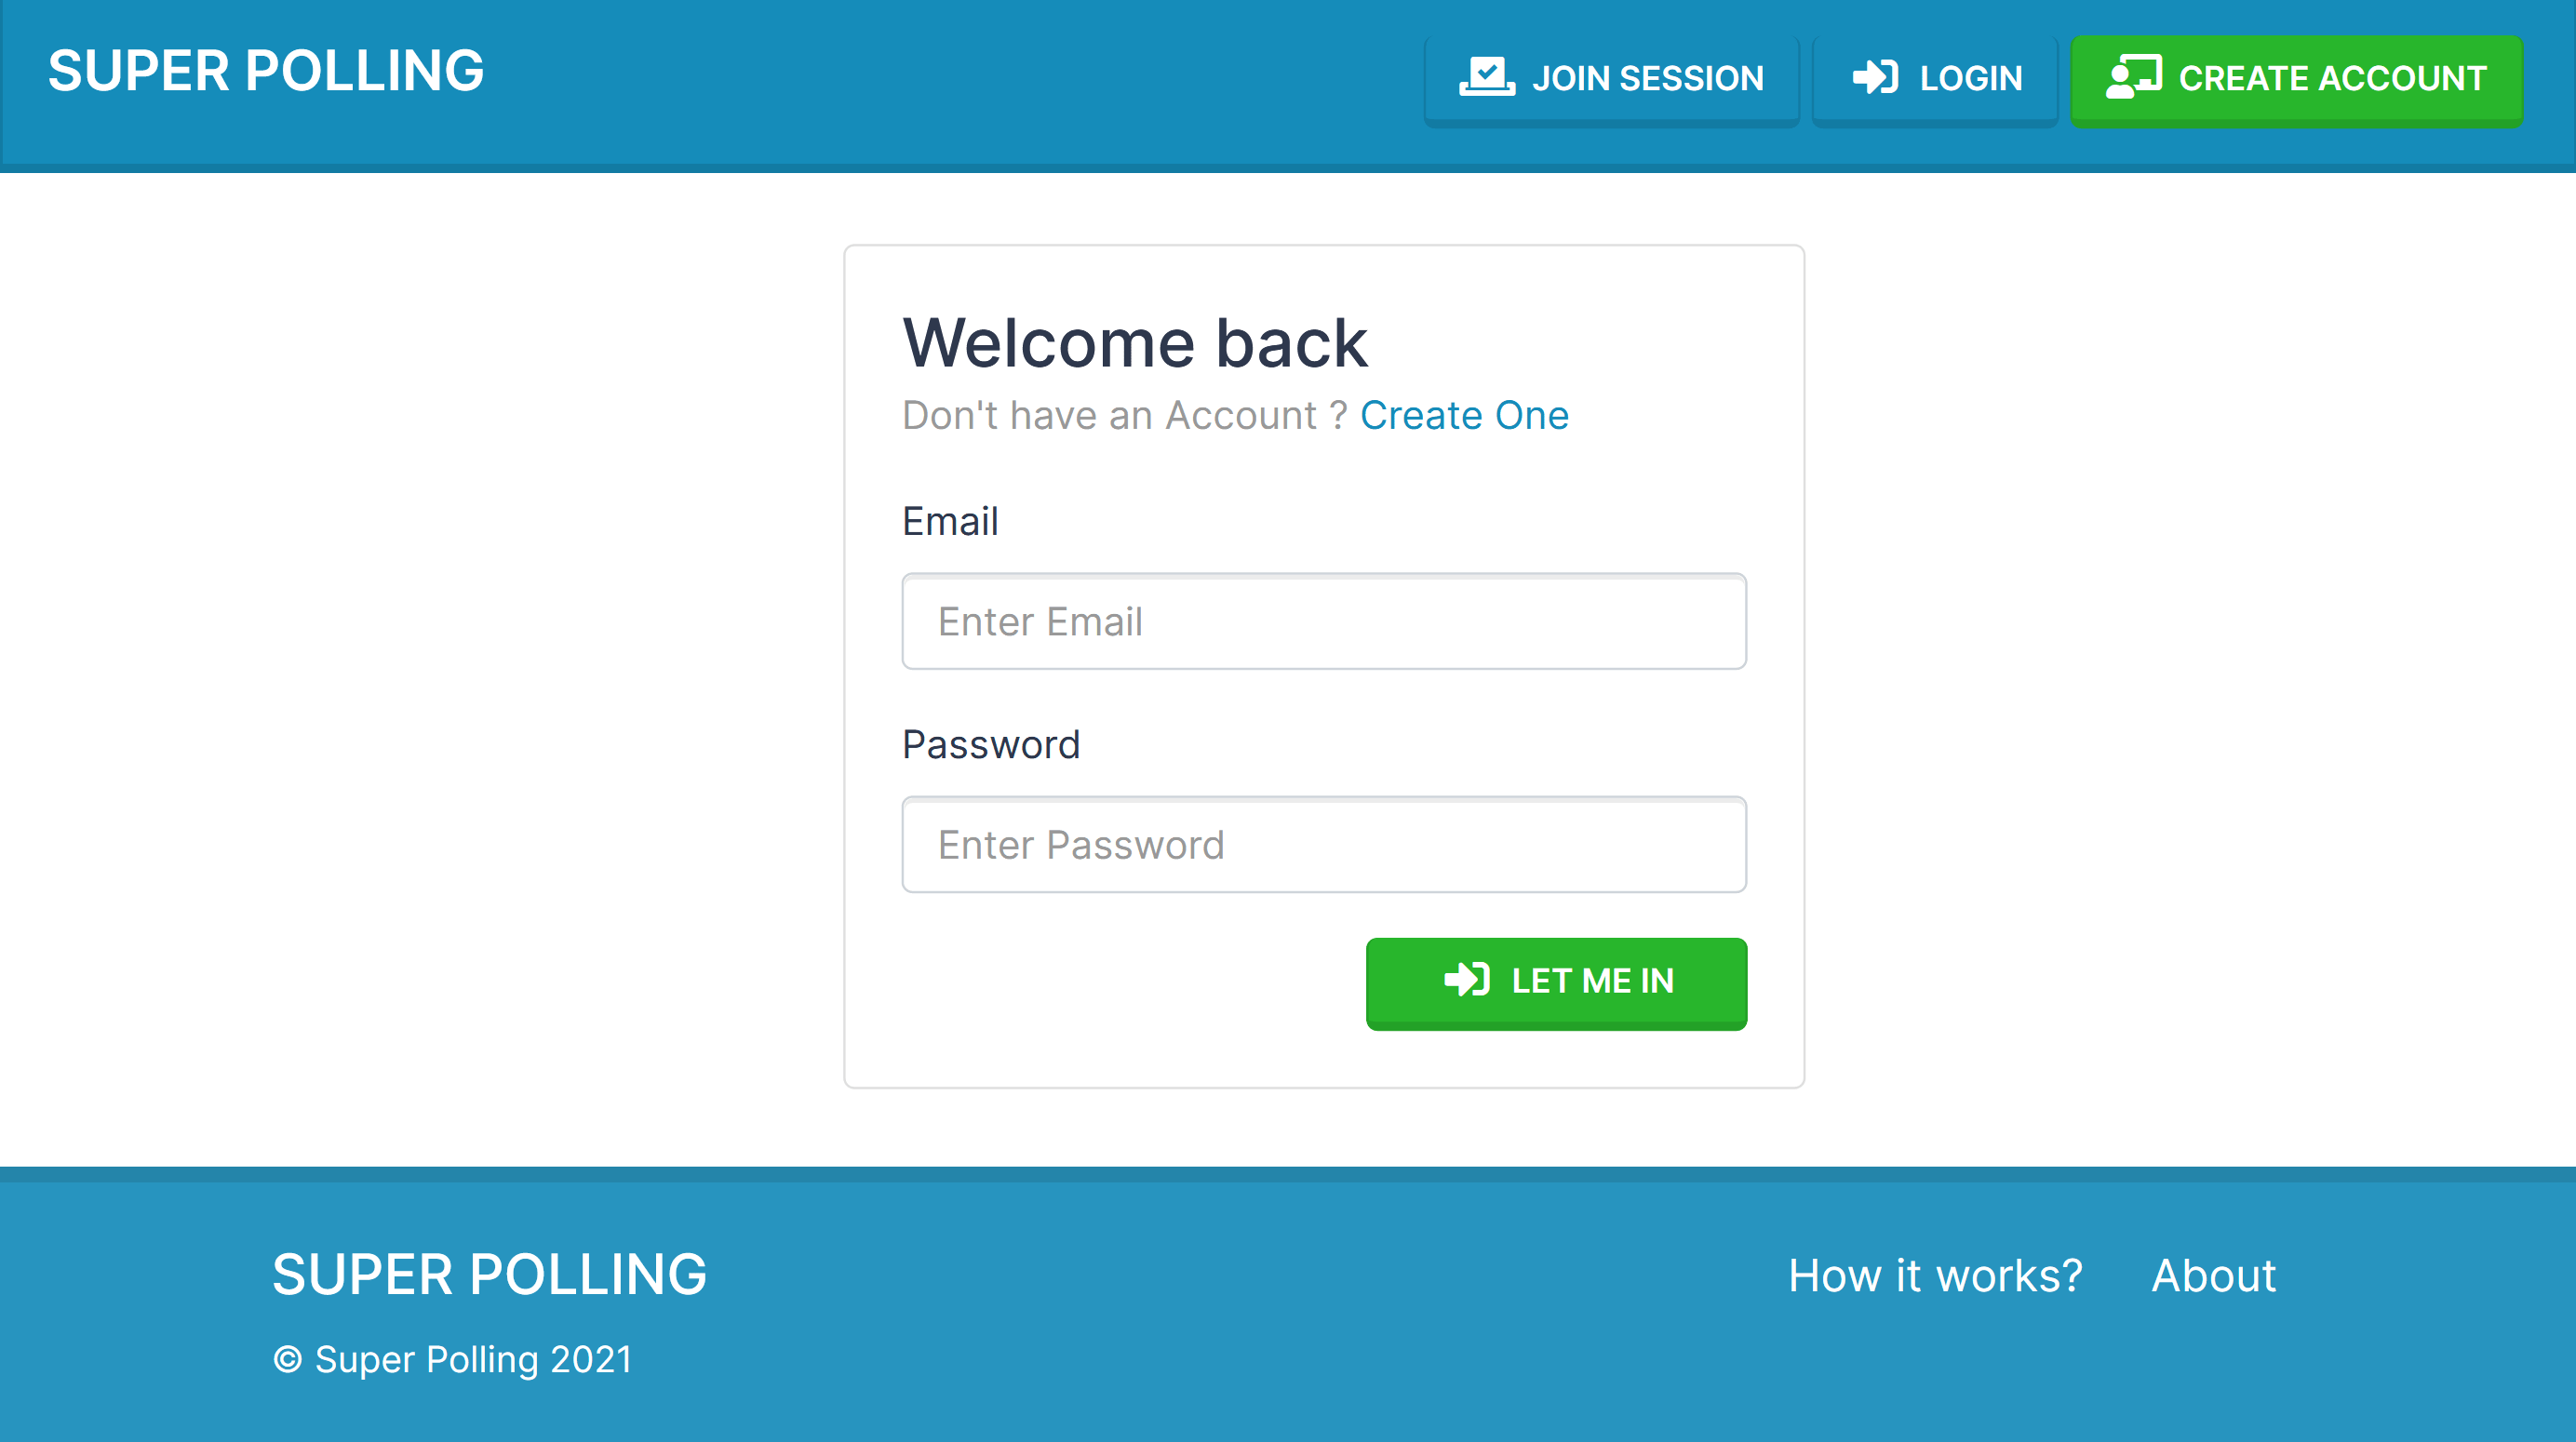 SUPER POLLING
JOIN SESSION
LOGIN
CREATE ACCOUNT
Welcome back
Don't have an Account ? Create One
Email
Enter Email
Password
Enter Password
LET ME IN
SUPER POLLING
How it works?
About
© Super Polling 2021